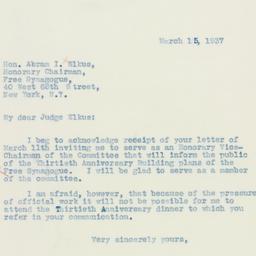 March 15, 1937
Hon. Abram I. Elkus,
Honorary Chairman,
Free Synagogue,
40 West 68th Street,
New York, N.Y.
My dear Judge Elkus:
I beg to acknowledge receipt of your letter of
March 11th inviting me to serve as an Honorary Vice-
Chairman of the Committee that will inform the public
of the Thirtieth Anniversary Building plans of the
Free Synagogue. I will be glad to serve as a member
of the committee.
I am afraid, however, that because of the pressure
of official work it will not be possible for me to
attend the Thirtieth Anniversary dinner to which you
refer in your communication.
Very sincerely yours,